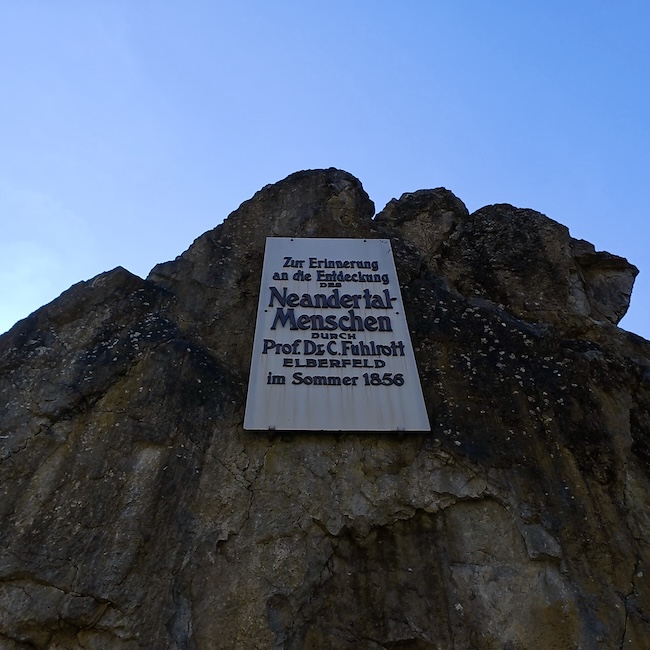 Zur Erinnerung
an die Entdeckung
DES
Neandertal-
Menschen
DURCH
Prof. Dr. C. Fuhlrott
ELBERFELD
im Sommer 1856